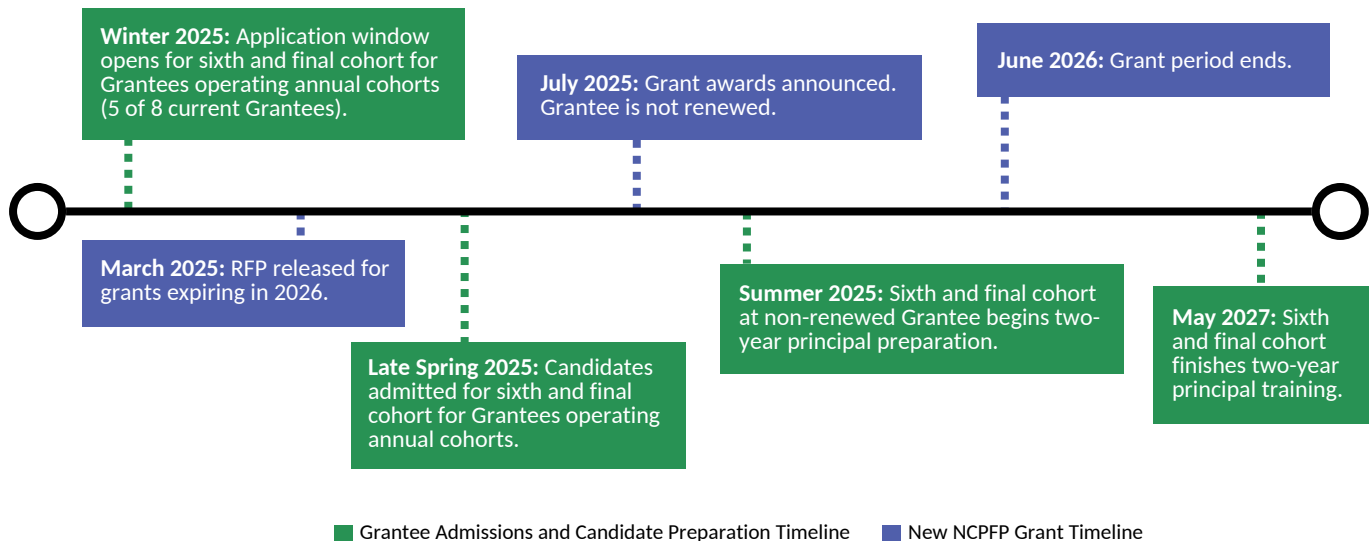 Winter 2025: Application window
opens for sixth and final cohort for
Grantees operating annual cohorts
(5 of 8 current Grantees).
July 2025: Grant awards announced.
Grantee is not renewed.
June 2026: Grant period ends.
March 2025: RFP released for
grants expiring in 2026.
Late Spring 2025: Candidates
admitted for sixth and final
cohort for Grantees operating
annual cohorts.
Summer 2025: Sixth and final cohort
at non-renewed Grantee begins two-
year principal preparation.
May 2027: Sixth
and final cohort
finishes two-year
principal training.
Grantee Admissions and Candidate Preparation Timeline
New NCPFP Grant Timeline